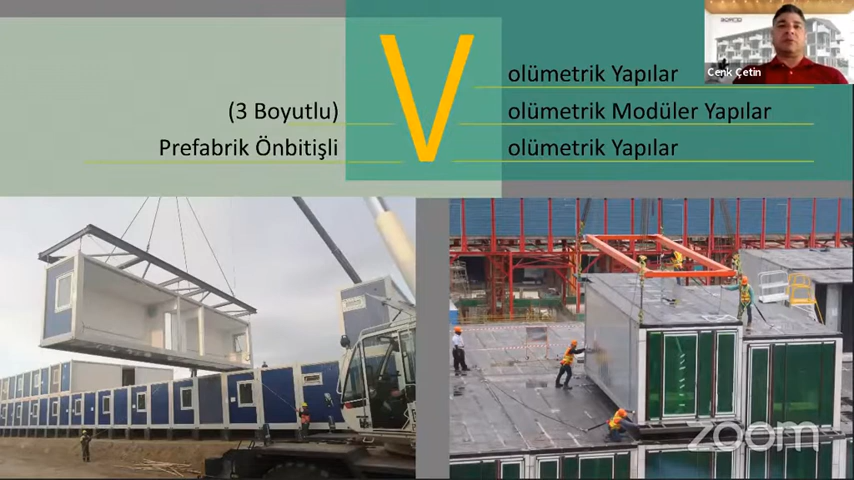 V
olümetrik Yapılar
(3 Boyutlu)
olümetrik Modüler Yapılar
Prefabrik Önbitişli
olümetrik Yapılar
Cenk Çetin
zoom